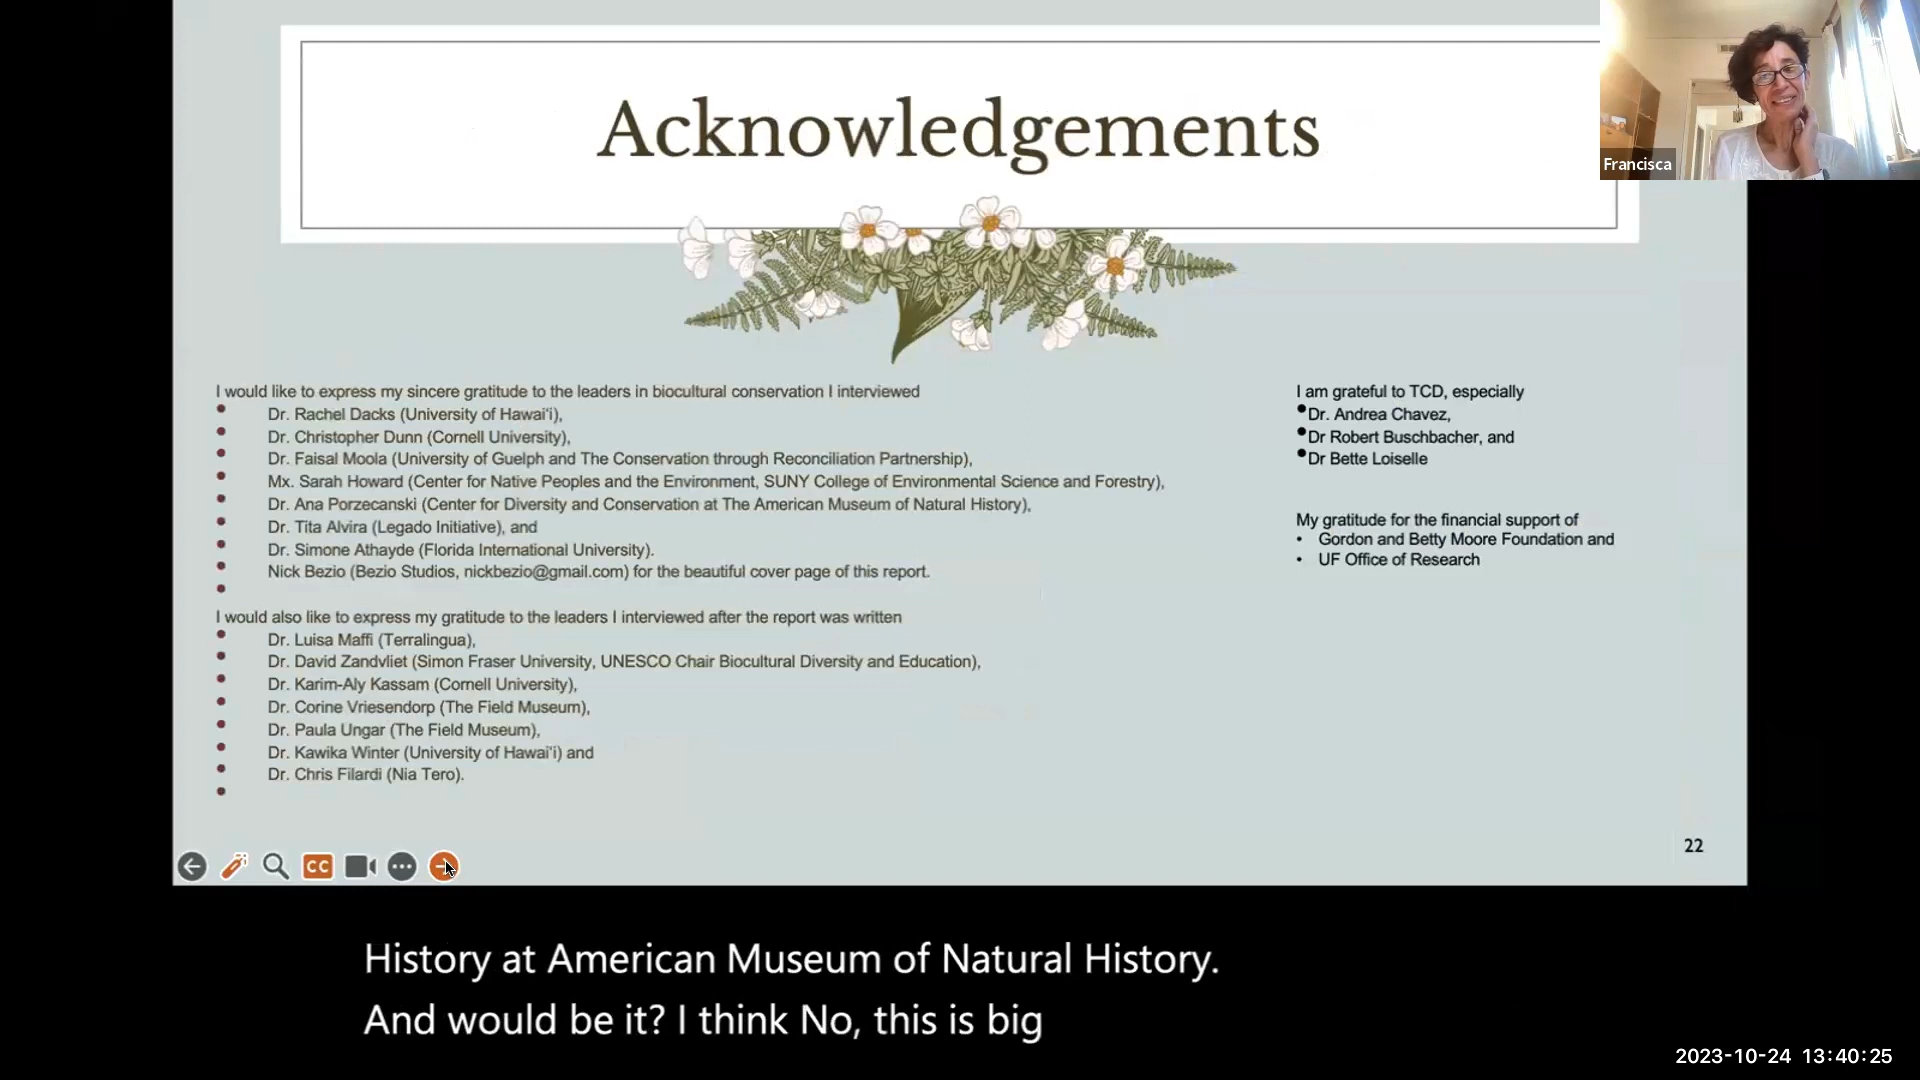 Acknowledgements
Francisca
I would like to express my sincere gratitude to the leaders in biocultural conservation I interviewed
Dr. Rachel Dacks (University of Hawai'i),
Dr. Christopher Dunn (Cornell University),
Dr. Faisal Moola (University of Guelph and The Conservation through Reconciliation Partnership),
Mx. Sarah Howard (Center for Native Peoples and the Environment, SUNY College of Environmental Science and Forestry),
Dr. Ana Porzecanski (Center for Diversity and Conservation at The American Museum of Natural History),
Dr. Tita Alvira (Legado Initiative), and
Dr. Simone Athayde (Florida International University).
Nick Bezio (Bezio Studios, nickbezio@gmail.com) for the beautiful cover page of this report.
I would also like to express my gratitude to the leaders I interviewed after the report was written
Dr. Luisa Maffi (Terralingua),
Dr. David Zandvliet (Simon Fraser University, UNESCO Chair Biocultural Diversity and Education),
Dr. Karim-Aly Kassam (Cornell University),
Dr. Corine Vriesendorp (The Field Museum),
Dr. Paula Ungar (The Field Museum),
Dr. Kawika Winter (University of Hawai'i) and
Dr. Chris Filardi (Nia Tero).
I am grateful to TCD, especially
Dr. Andrea Chavez,
Dr Robert Buschbacher, and
Dr Bette Loiselle
My gratitude for the financial support of
Gordon and Betty Moore Foundation and
UF Office of Research
22
CC
History at American Museum of Natural History.
And would be it? I think No, this is big
2023-10-24 13:40:25